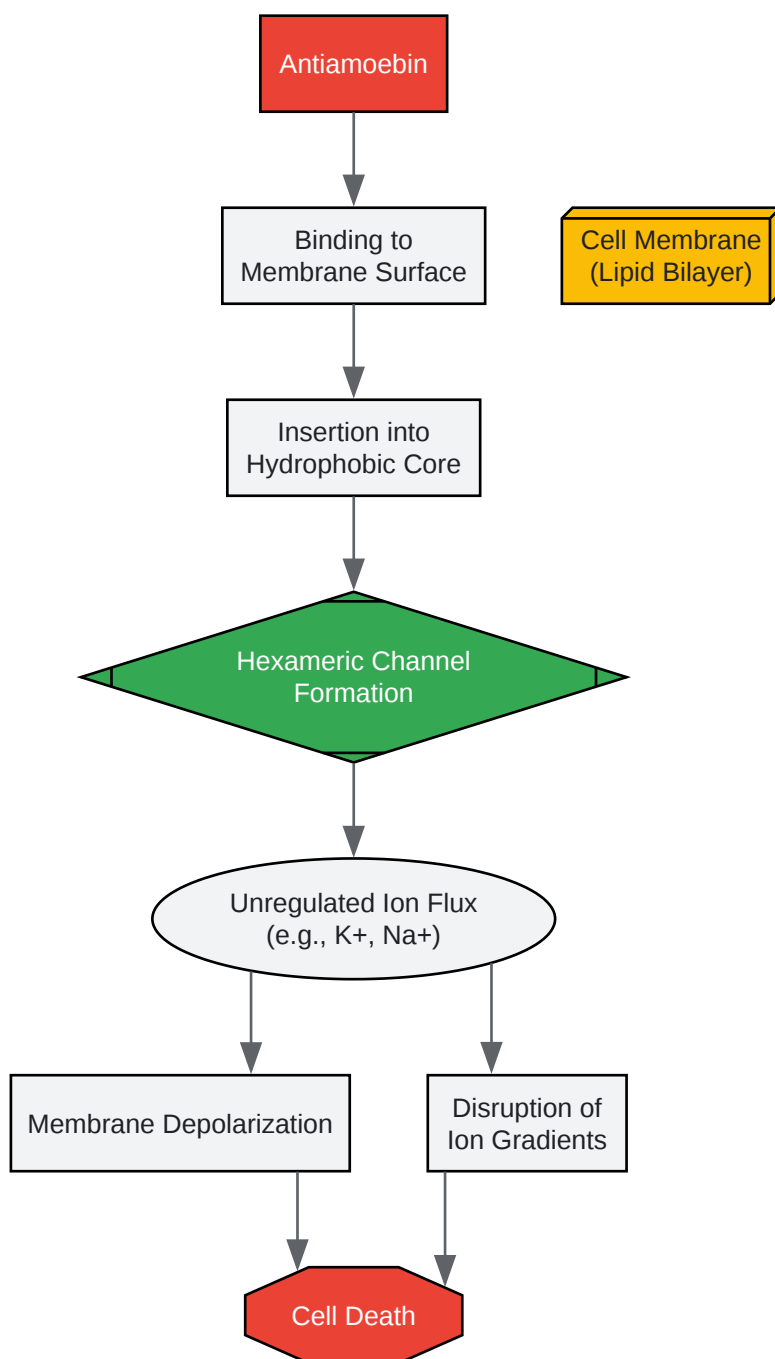 Antiamoebin
Binding to
Membrane Surface
Cell Membrane
(Lipid Bilayer)
Insertion into
Hydrophobic Core
Hexameric Channel
Formation
Unregulated Ion Flux
(e.g., K+, Na+)
Membrane Depolarization
Disruption of
Ion Gradients
Cell Death